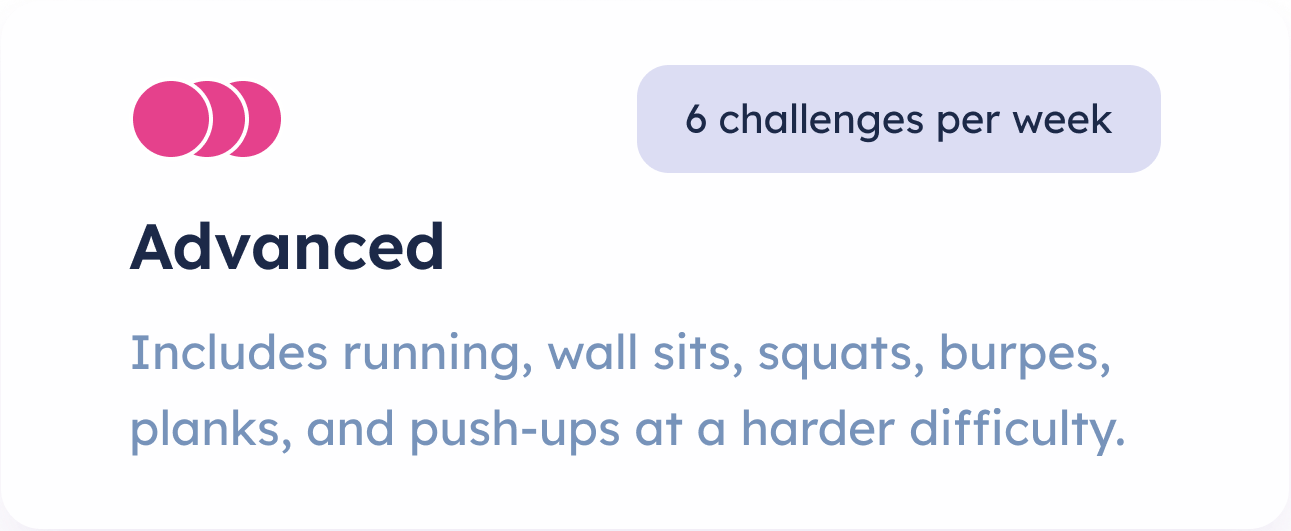 6 challenges per week
Advanced
Includes running, wall sits, squats, burpes,
planks, and push-ups at a harder difficulty.